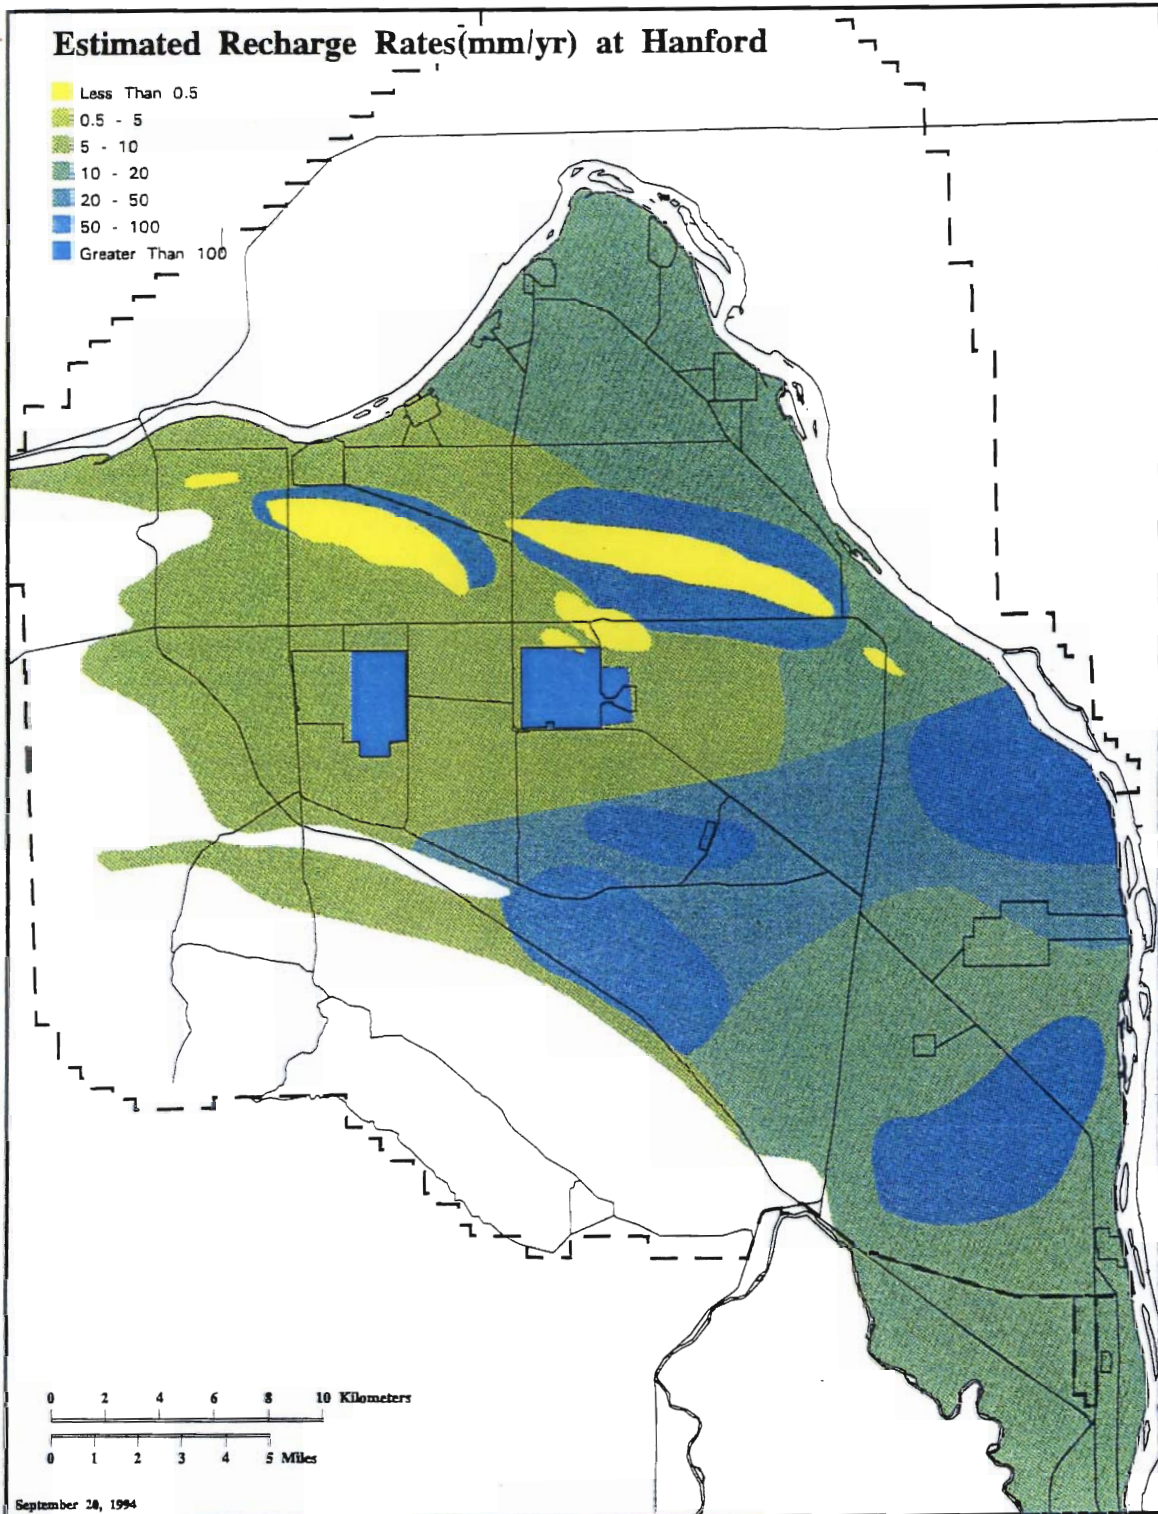 Estimated Recharge Rates (mm/yr) at Hanford
Less Than 0.5
0.5 - 5
5 - 10
10 - 20
20 - 50
50 - 100
Greater Than 100
0 2 4 6 8 10 Kilometers
0 1 2 3 4 5 Miles
September 20, 1994